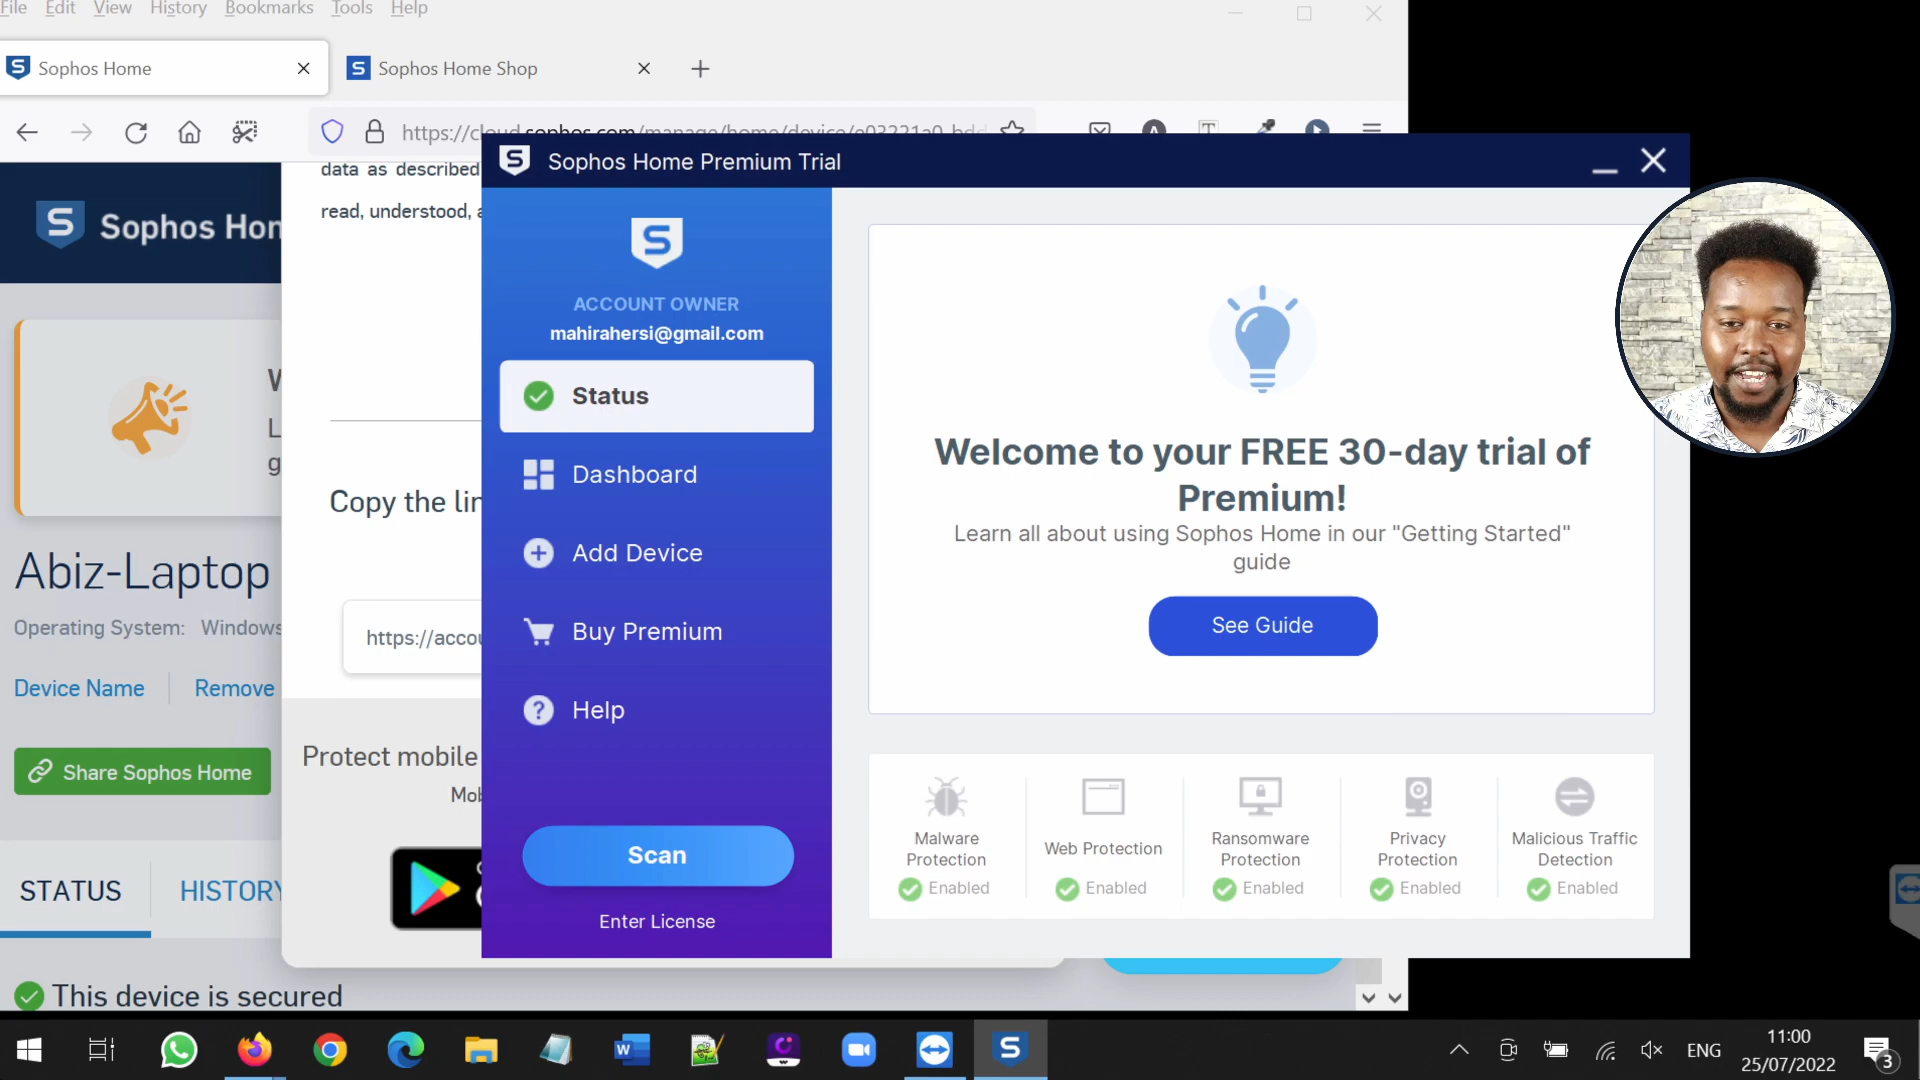 File Edit View History Bookmarks Tools Help
Sophos Home
Sophos Home Shop
data as described
read, understood,
Sophos
Sophos Home Premium Trial
ACCOUNT OWNER
mahirahersi@gmail.com
Status
Dashboard
Add Device
Buy Premium
Help
Scan
Enter License
Welcome to your FREE 30-day trial of
Premium!
Learn all about using Sophos Home in our "Getting Started"
guide
See Guide
Malware
Protection
Enabled
Web Protection
Enabled
Ransomware
Protection
Enabled
Privacy
Protection
Enabled
Malicious Traffic
Detection
Enabled
Abiz-Laptop
Operating System: Windows
Device Name Remove
Share Sophos Home
STATUS HISTORY
This device is secured
Copy the
Protect mobile
ENG
11:00
25/07/2022
3